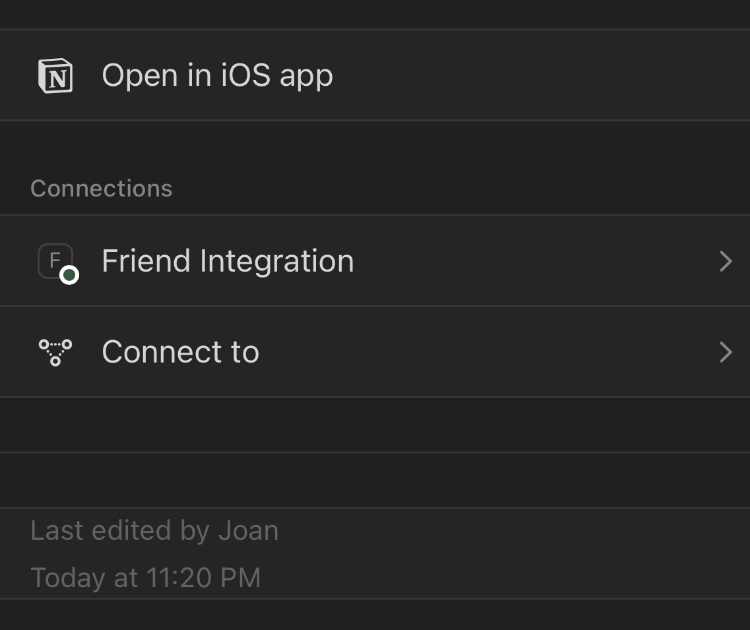 N
Open in iOS app
Connections
F
Friend Integration
Connect to
Last edited by Joan
Today at 11:20 PM